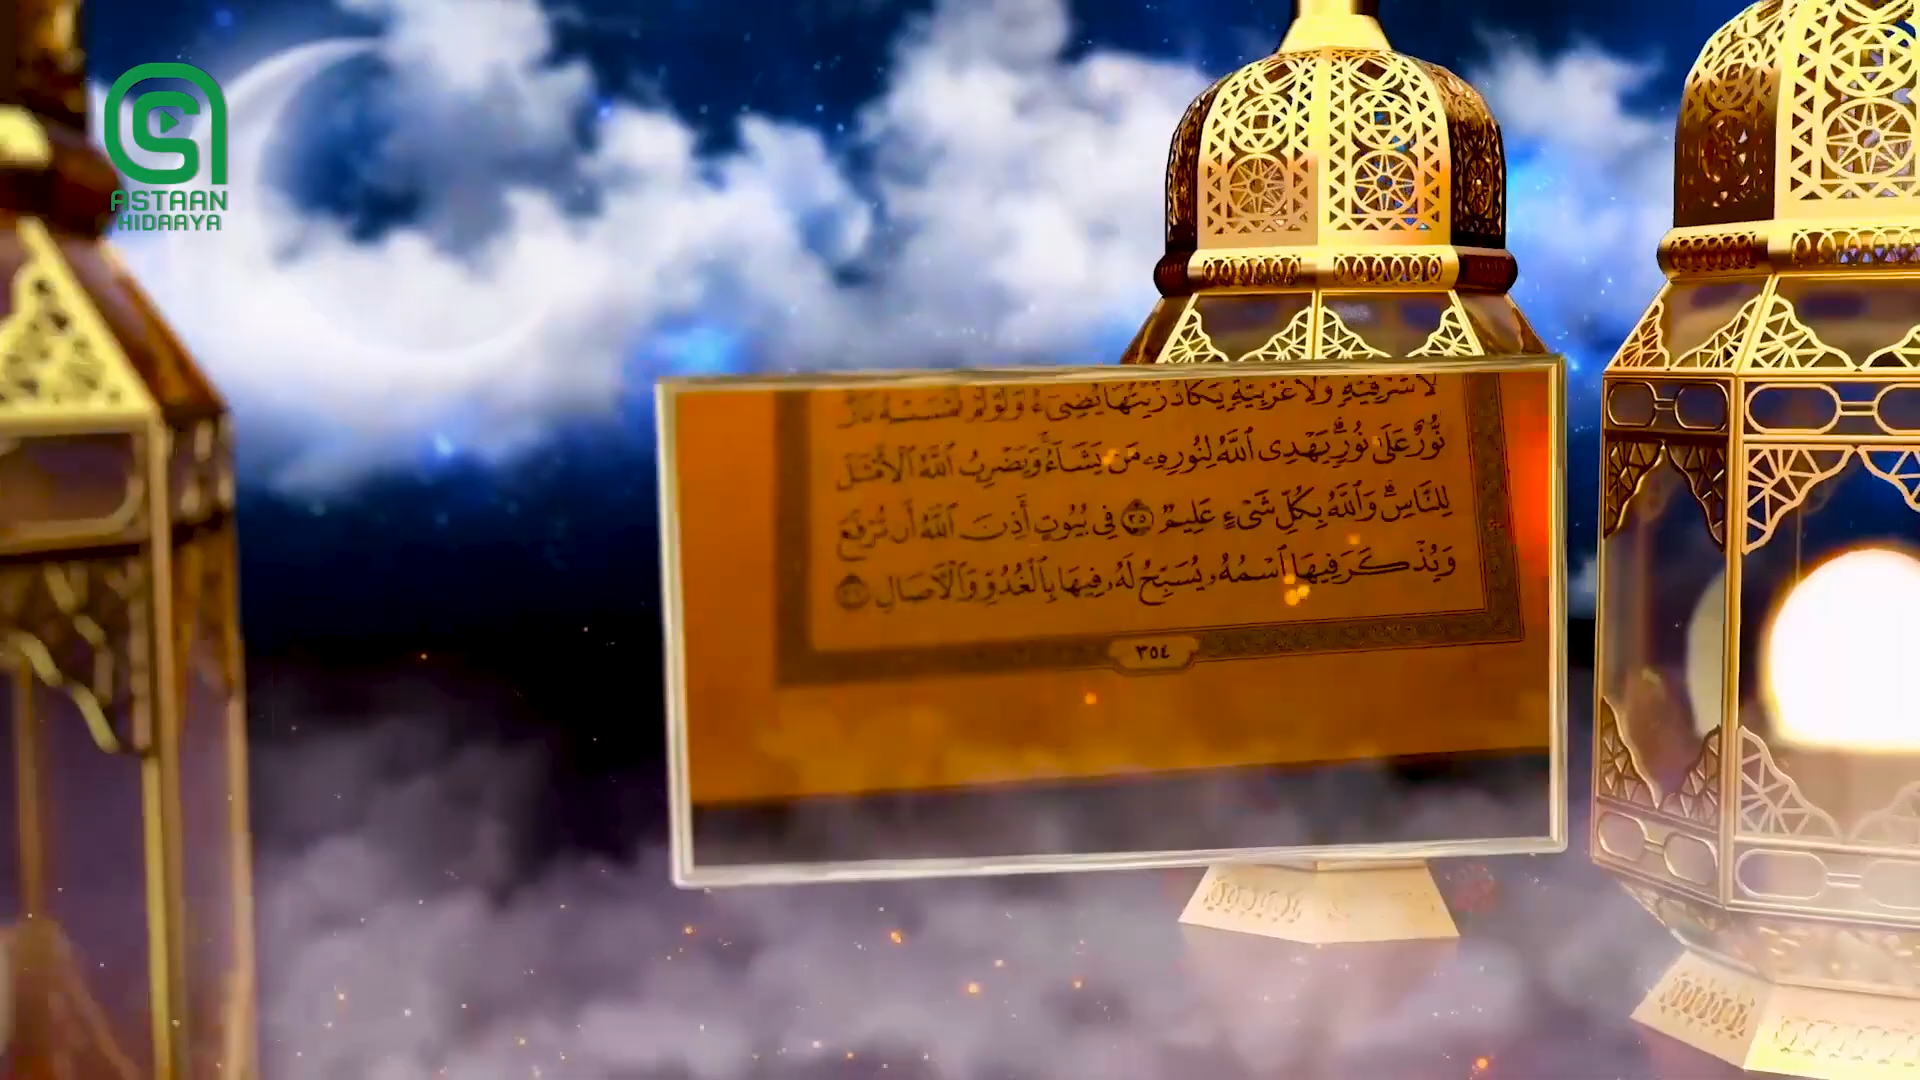 ASTAAN
HIDAAYA
لَّا شَرْقِيَّةٍ وَلَا غَرْبِيَّةٍ يَكَادُ زَيْتُهَا يُضِىٓءُ وَلَوْ لَمْ تَمْسَسْهُ نَارٌ
نُّورٌ عَلَىٰ نُورٍ ۗ يَهْدِى ٱللَّهُ لِنُورِهِۦ مَن يَشَآءُ ۚ وَيَضْرِبُ ٱللَّهُ ٱلْأَمْثَـٰلَ
لِلنَّاسِ ۗ وَٱللَّهُ بِكُلِّ شَىْءٍ عَلِيمٌ ٣٥ فِى بُيُوتٍ أَذِنَ ٱللَّهُ أَن تُرْفَعَ
وَيُذْكَرَ فِيهَا ٱسْمُهُۥ يُسَبِّحُ لَهُۥ فِيهَا بِٱلْغُدُوِّ وَٱلْـَٔاصَالِ ٣٦
٣٥٤